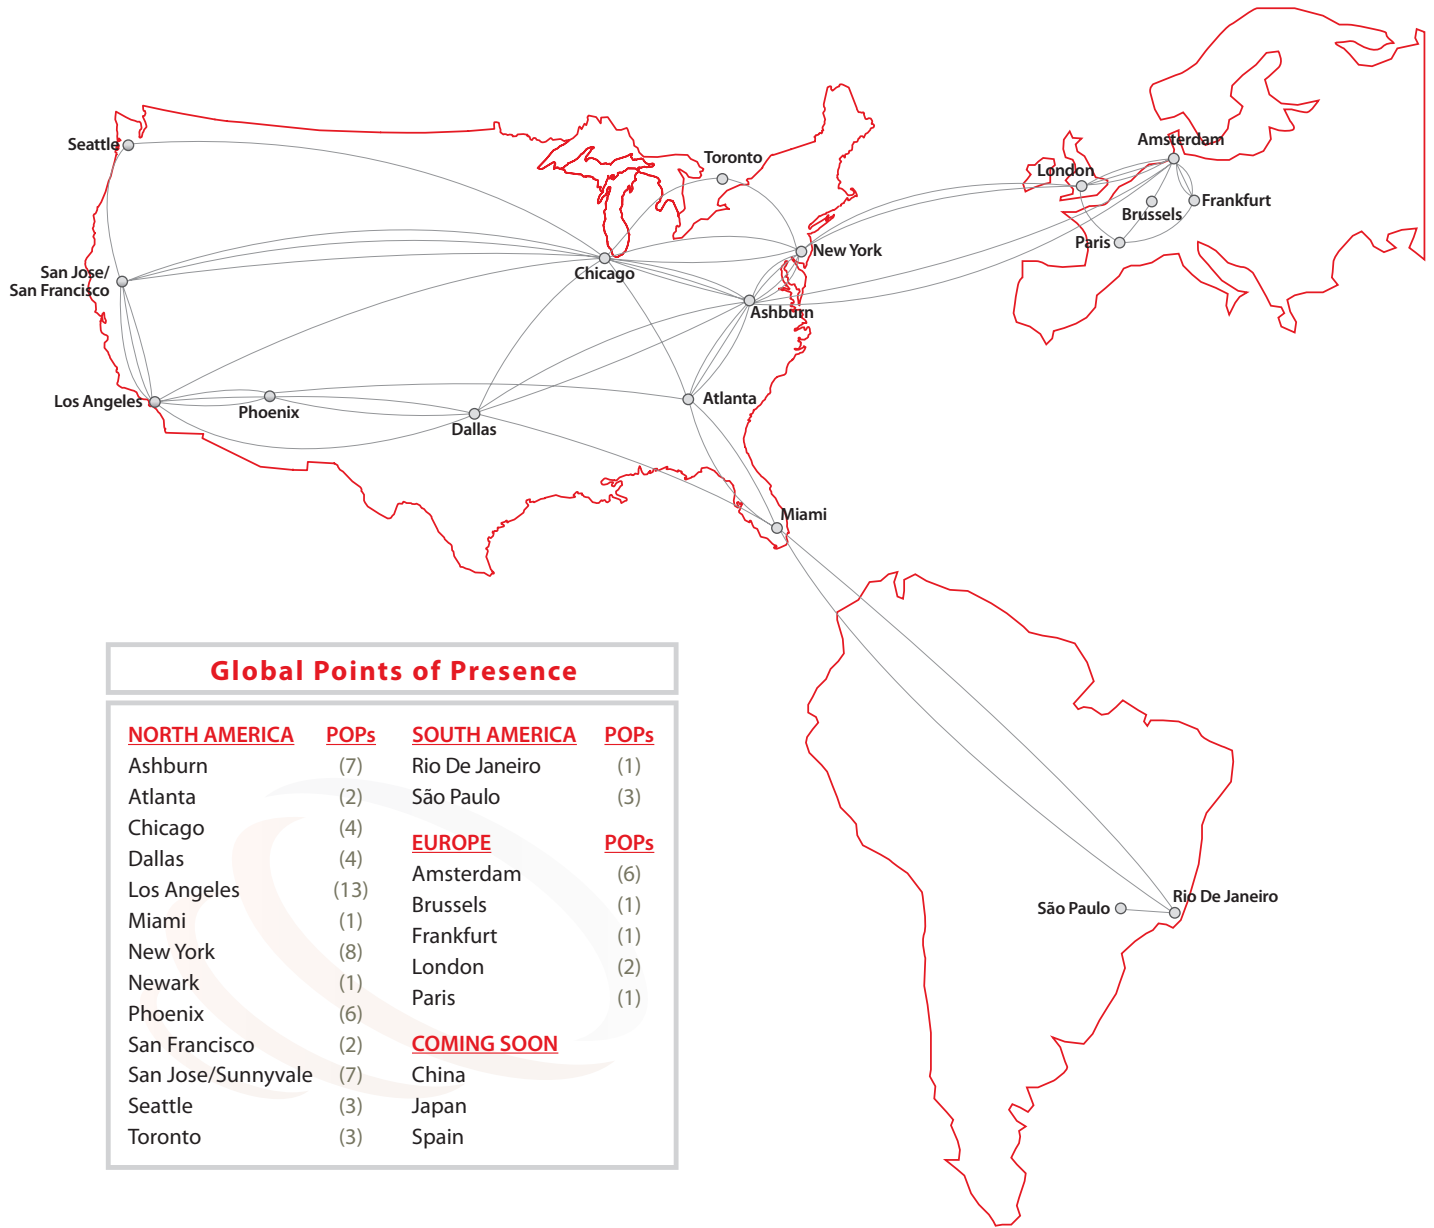 Seattle
Toronto
Amsterdam
London
Frankfurt
Brussels
Paris
New York
San Jose/
San Francisco
Chicago
Ashburn
Los Angeles
Phoenix
Dallas
Atlanta
Miami
São Paulo
Rio De Janeiro
Global Points of Presence
NORTH AMERICA POPs
Ashburn (7)
Atlanta (2)
Chicago (4)
Dallas (4)
Los Angeles (13)
Miami (1)
New York (8)
Newark (1)
Phoenix (6)
San Francisco (2)
San Jose/Sunnyvale (7)
Seattle (3)
Toronto (3)
SOUTH AMERICA POPs
Rio De Janeiro (1)
São Paulo (3)
EUROPE POPs
Amsterdam (6)
Brussels (1)
Frankfurt (1)
London (2)
Paris (1)
COMING SOON
China
Japan
Spain